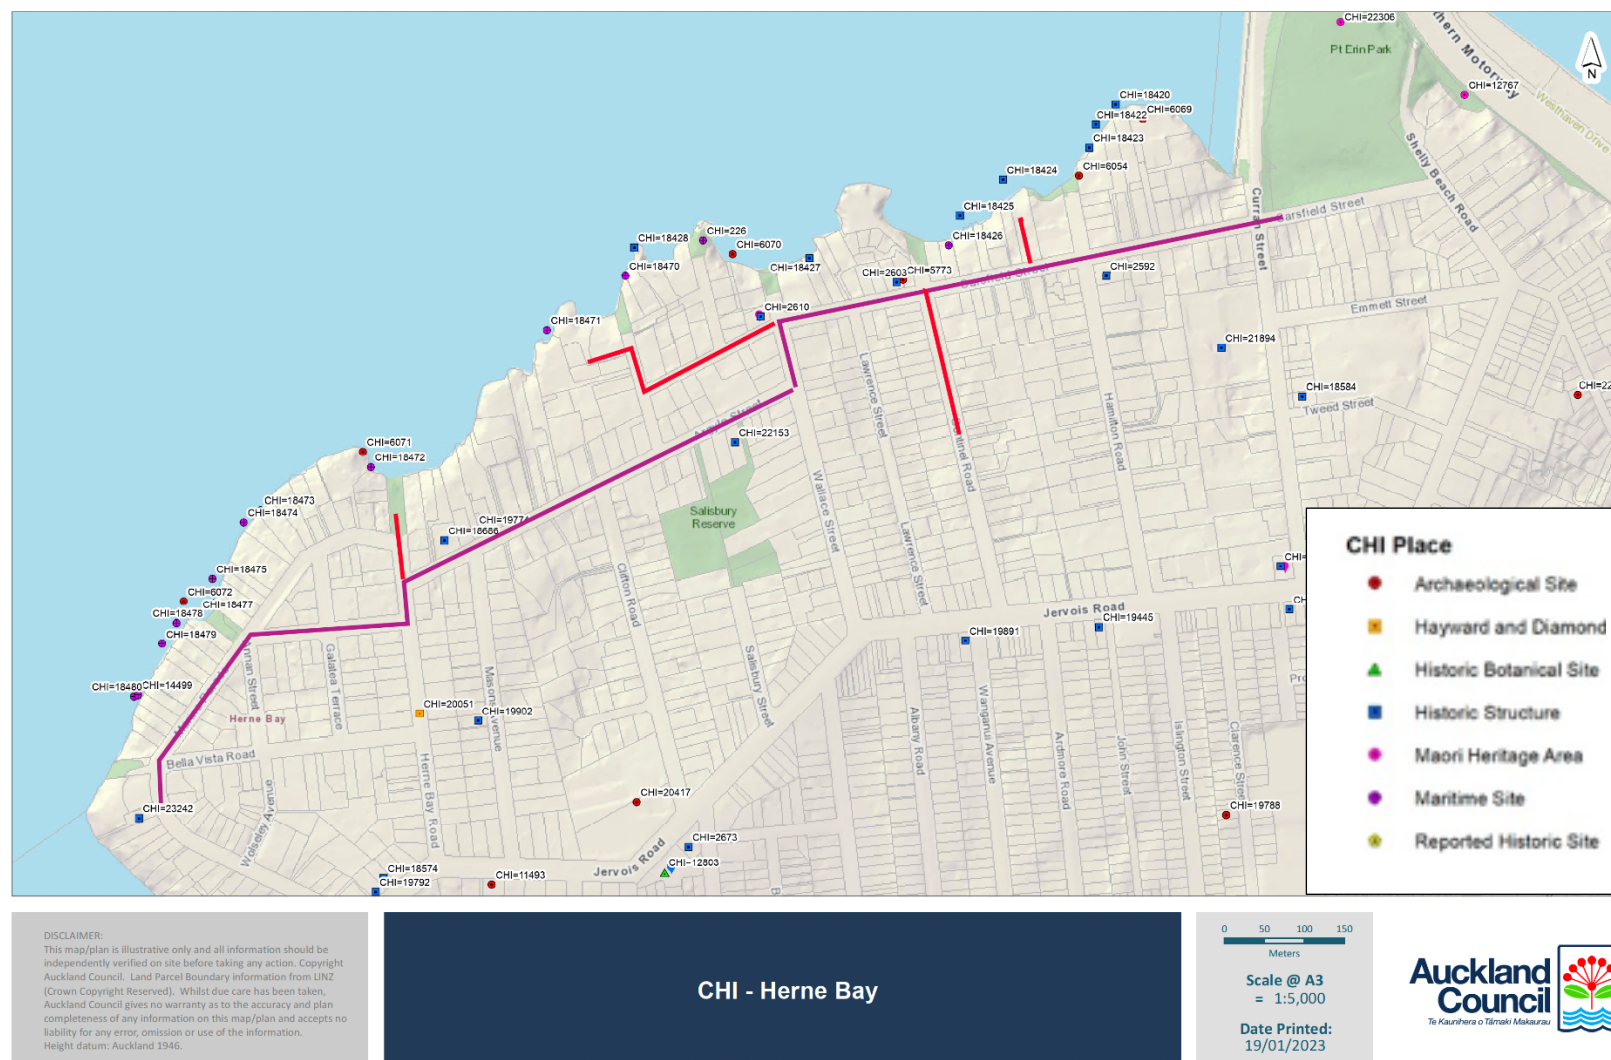 CHI=22306
Pt Erin Park
thern Motorway
N
CHI=12767
Westhaven Drive
CHI=18420
CHI=6069
CHI=18422
CHI=18423
CHI=6054
CHI=18424
Shelly Beach Road
CHI=18425
Curran Street
Sarsfield Street
CHI=18426
CHI=226
CHI=18428
CHI=6070
CHI=18427
CHI=18470
CHI=5773
Sarsfield Street
CHI=2592
CHI=2610
Emmett Street
CHI=18471
CHI=21894
Lawrence Street
CHI=18584
Hamilton Road
Tweed Street
Argyle Street
CHI=22153
Sentinel Road
CHI=6071
CHI=18472
Wallace Street
CHI=18473
CHI=18474
CHI=18686
Salisbury
Reserve
Lawrence Street
CHI=18475
CHI=6072
CHI=18477
CHI=18478
CHI=18479
Clifton Road
Jervois Road
CHI=19445
CHI=19891
Annan Street
Galatea Terrace
Masons Avenue
Salisbury Street
CHI=18480
CHI=14499
Herne Bay
CHI=20051
CHI=19902
Albany Road
Wanganui Avenue
Ardmore Road
John Street
Islington Street
Clarence Street
Bella Vista Road
Herne Bay Road
Wolseley Avenue
CHI=23242
CHI=20417
CHI=19788
CHI=2673
Jervois Road
CHI=12803
CHI=18574
CHI=19792
CHI=11493
CHI Place
Archaeological Site
Hayward and Diamond
Historic Botanical Site
Historic Structure
Maori Heritage Area
Maritime Site
Reported Historic Site
DISCLAIMER:
This map/plan is illustrative only and all information should be
independently verified on site before taking any action. Copyright
Auckland Council. Land Parcel Boundary information from LINZ
(Crown Copyright Reserved). Whilst due care has been taken,
Auckland Council gives no warranty as to the accuracy and plan
completeness of any information on this map/plan and accepts no
liability for any error, omission or use of the information.
Height datum: Auckland 1946.
CHI - Herne Bay
0 50 100 150
Meters
Scale @ A3
= 1:5,000
Date Printed:
19/01/2023
Auckland
Council
Te Kaunihera o Tāmaki Makaurau